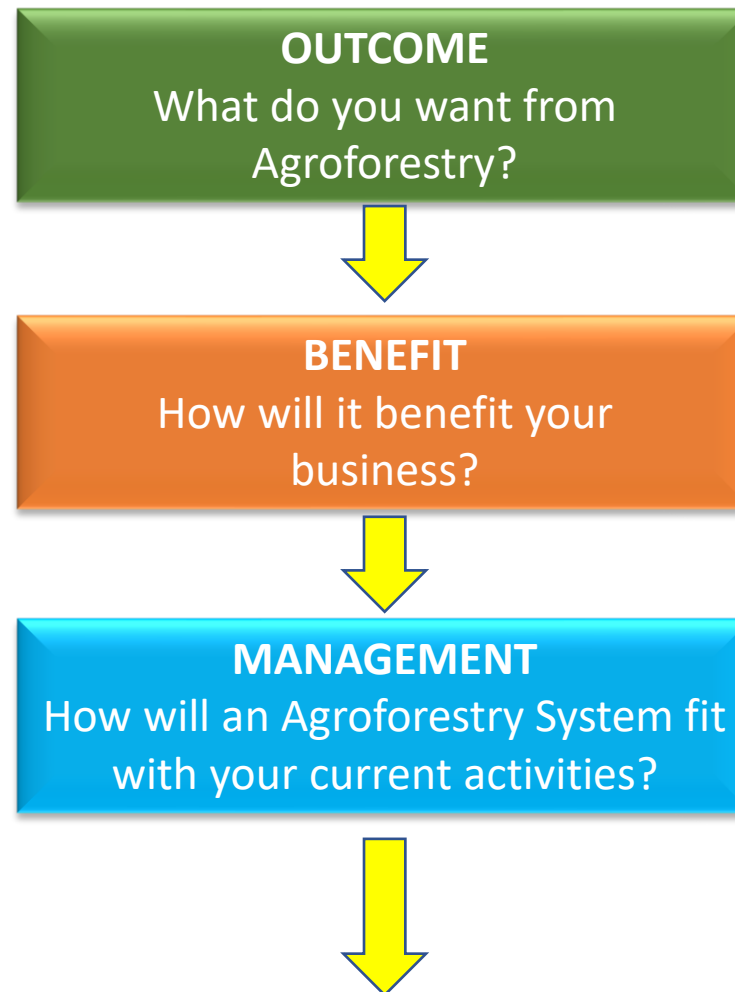 OUTCOME
What do you want from
Agroforestry?
BENEFIT
How will it benefit your
business?
MANAGEMENT
How will an Agroforestry System fit
with your current activities?